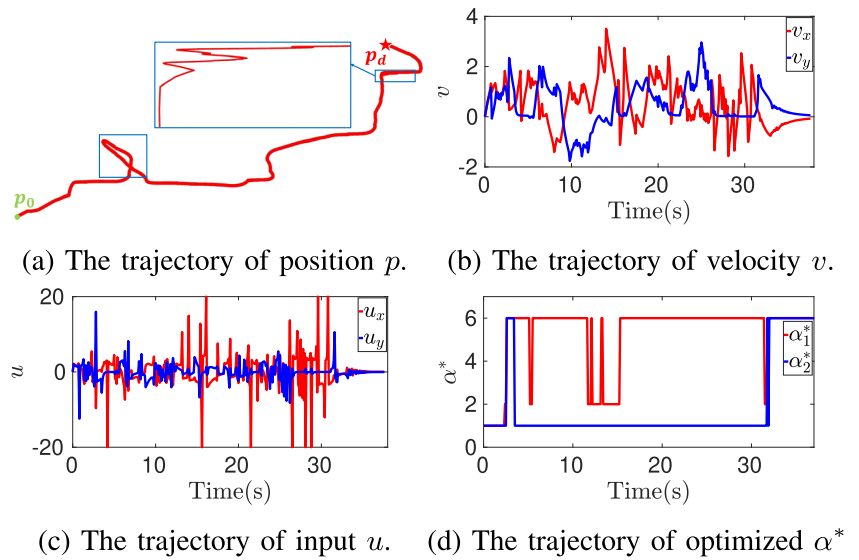 p_0
p_d
v
4
2
0
-2
0 10 20 30
Time(s)
v_x
v_y
(a) The trajectory of position p.
(b) The trajectory of velocity v.
u
20
0
-20
0 10 20 30
Time(s)
u_x
u_y
α*
6
4
2
0
0 10 20 30
Time(s)
α_1^*
α_2^*
(c) The trajectory of input u.
(d) The trajectory of optimized α*